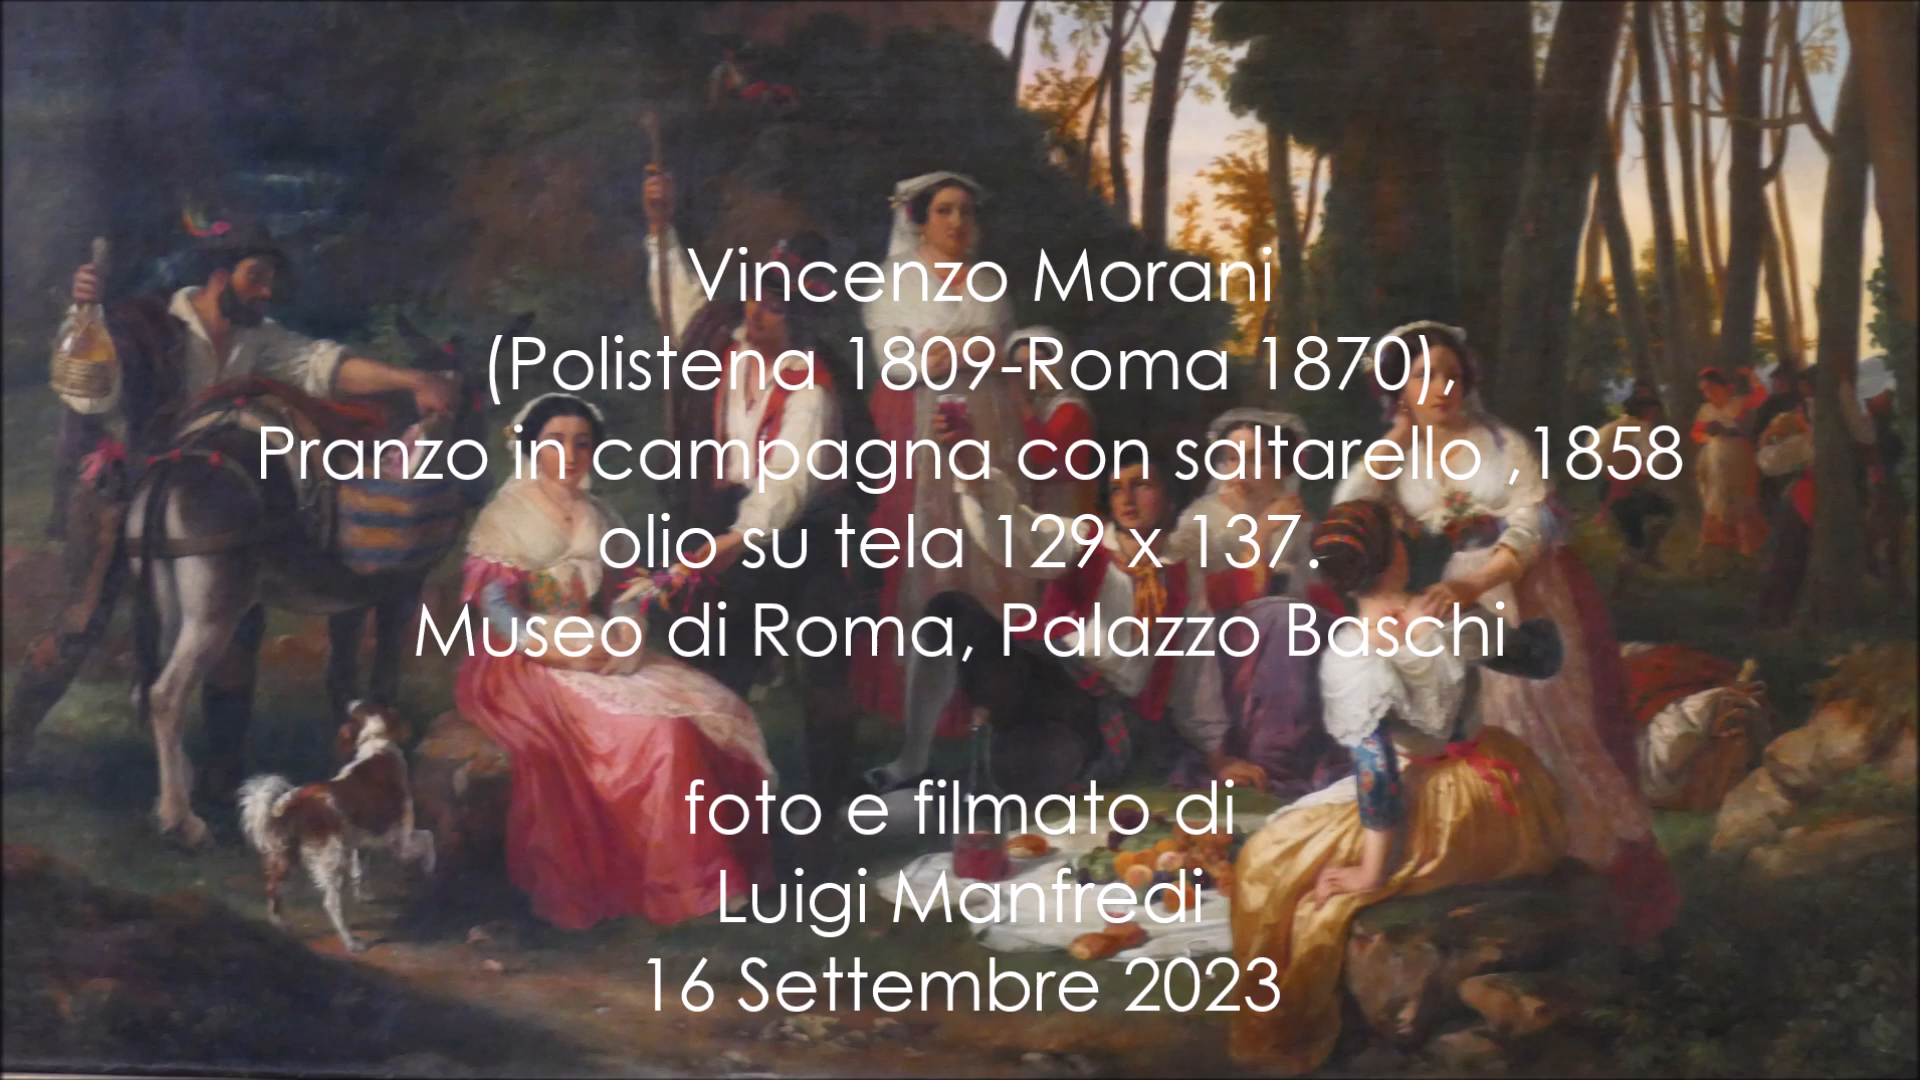 Vincenzo Morani
(Polistena 1809-Roma 1870),
Pranzo in campagna con saltarello ,1858
olio su tela 129 x 137.
Museo di Roma, Palazzo Baschi
foto e filmato di
Luigi Manfredi
16 Settembre 2023